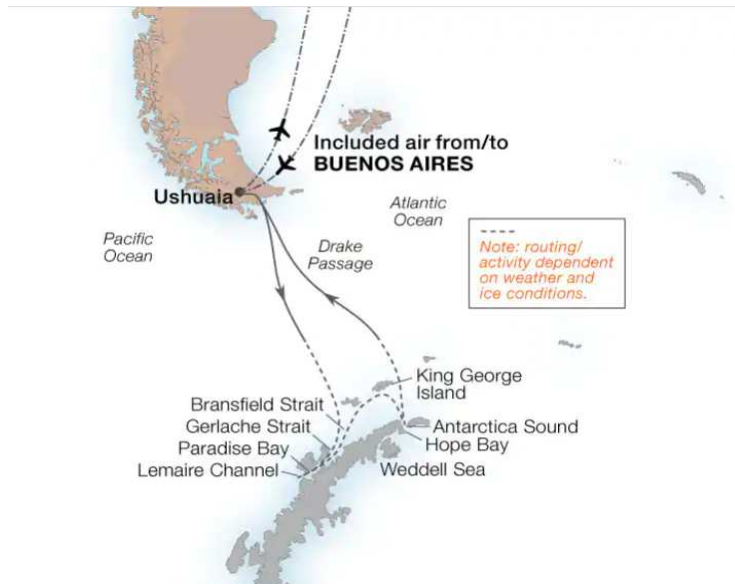 Included air from/to
BUENOS AIRES
Ushuaia
Atlantic
Ocean
Pacific
Ocean
Drake
Passage
Note: routing/
activity dependent
on weather and
ice conditions.
King George
Island
Bransfield Strait
Gerlache Strait
Antarctica Sound
Paradise Bay
Hope Bay
Lemaire Channel
Weddell Sea